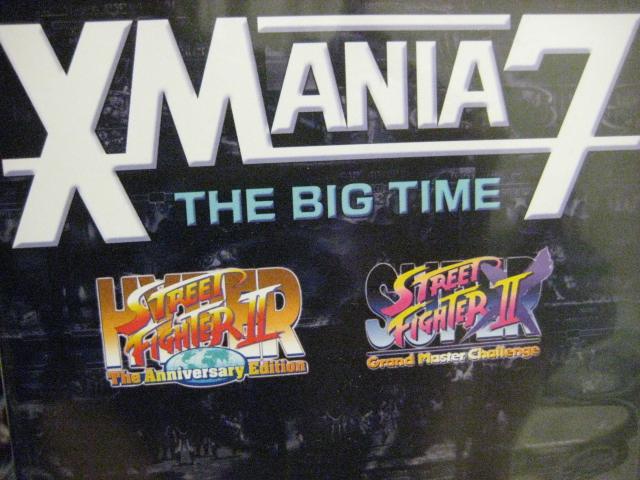 XMANIA 7
THE BIG TIME
HYPER
STREET
FIGHTER II
The Anniversary Edition
SUPER X
STREET
FIGHTER II
Grand Master Challenge